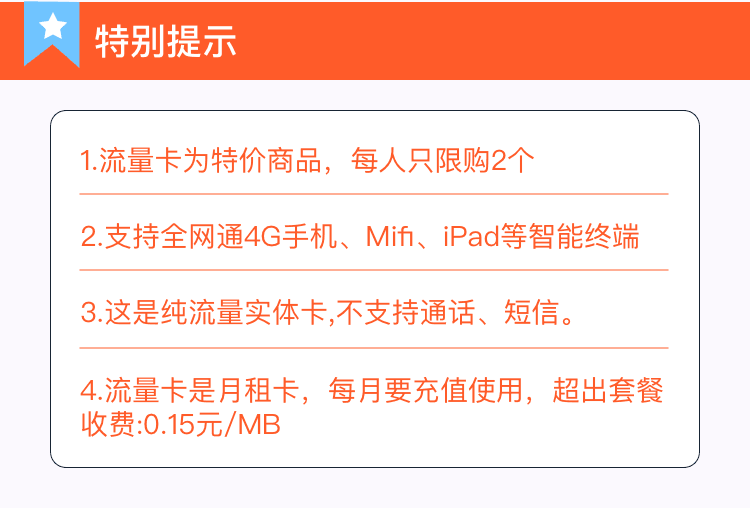 特别提示
1.流量卡为特价商品，每人只限购2个
2.支持全网通4G手机、Mifi、iPad等智能终端
3.这是纯流量实体卡,不支持通话、短信。
4.流量卡是月租卡，每月要充值使用，超出套餐
收费:0.15元/MB